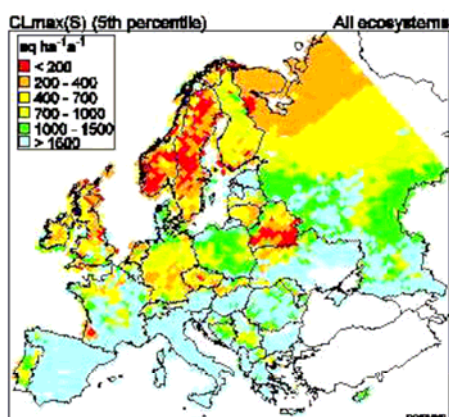 CLmax(S) (5th percentile) All ecosystems
eq ha-1a-1
< 200
200 - 400
400 - 700
700 - 1000
1000 - 1500
> 1500